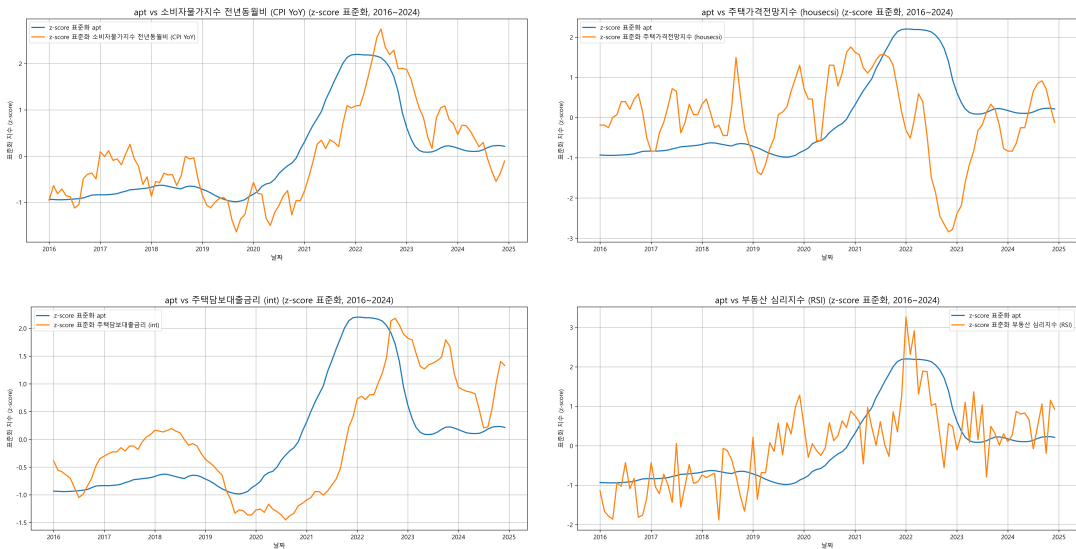 apt vs 소비자물가지수 전년동월비 (CPI YoY) (z-score 표준화, 2016~2024)
z-score 표준화 apt
z-score 표준화 소비자물가지수 전년동월비 (CPI YoY)
표준화 지수 (z-score)
2
1
0
-1
2016 2017 2018 2019 2020 2021 2022 2023 2024 2025
날짜
apt vs 주택가격전망지수 (housecsi) (z-score 표준화, 2016~2024)
z-score 표준화 apt
z-score 표준화 주택가격전망지수 (housecsi)
표준화 지수 (z-score)
2
1
0
-1
-2
-3
2016 2017 2018 2019 2020 2021 2022 2023 2024 2025
날짜
apt vs 주택담보대출금리 (int) (z-score 표준화, 2016~2024)
z-score 표준화 apt
z-score 표준화 주택담보대출금리 (int)
표준화 지수 (z-score)
2.0
1.5
1.0
0.5
0.0
-0.5
-1.0
-1.5
2016 2017 2018 2019 2020 2021 2022 2023 2024 2025
날짜
apt vs 부동산 심리지수 (RSI) (z-score 표준화, 2016~2024)
z-score 표준화 apt
z-score 표준화 부동산 심리지수 (RSI)
표준화 지수 (z-score)
3
2
1
0
-1
-2
2016 2017 2018 2019 2020 2021 2022 2023 2024 2025
날짜